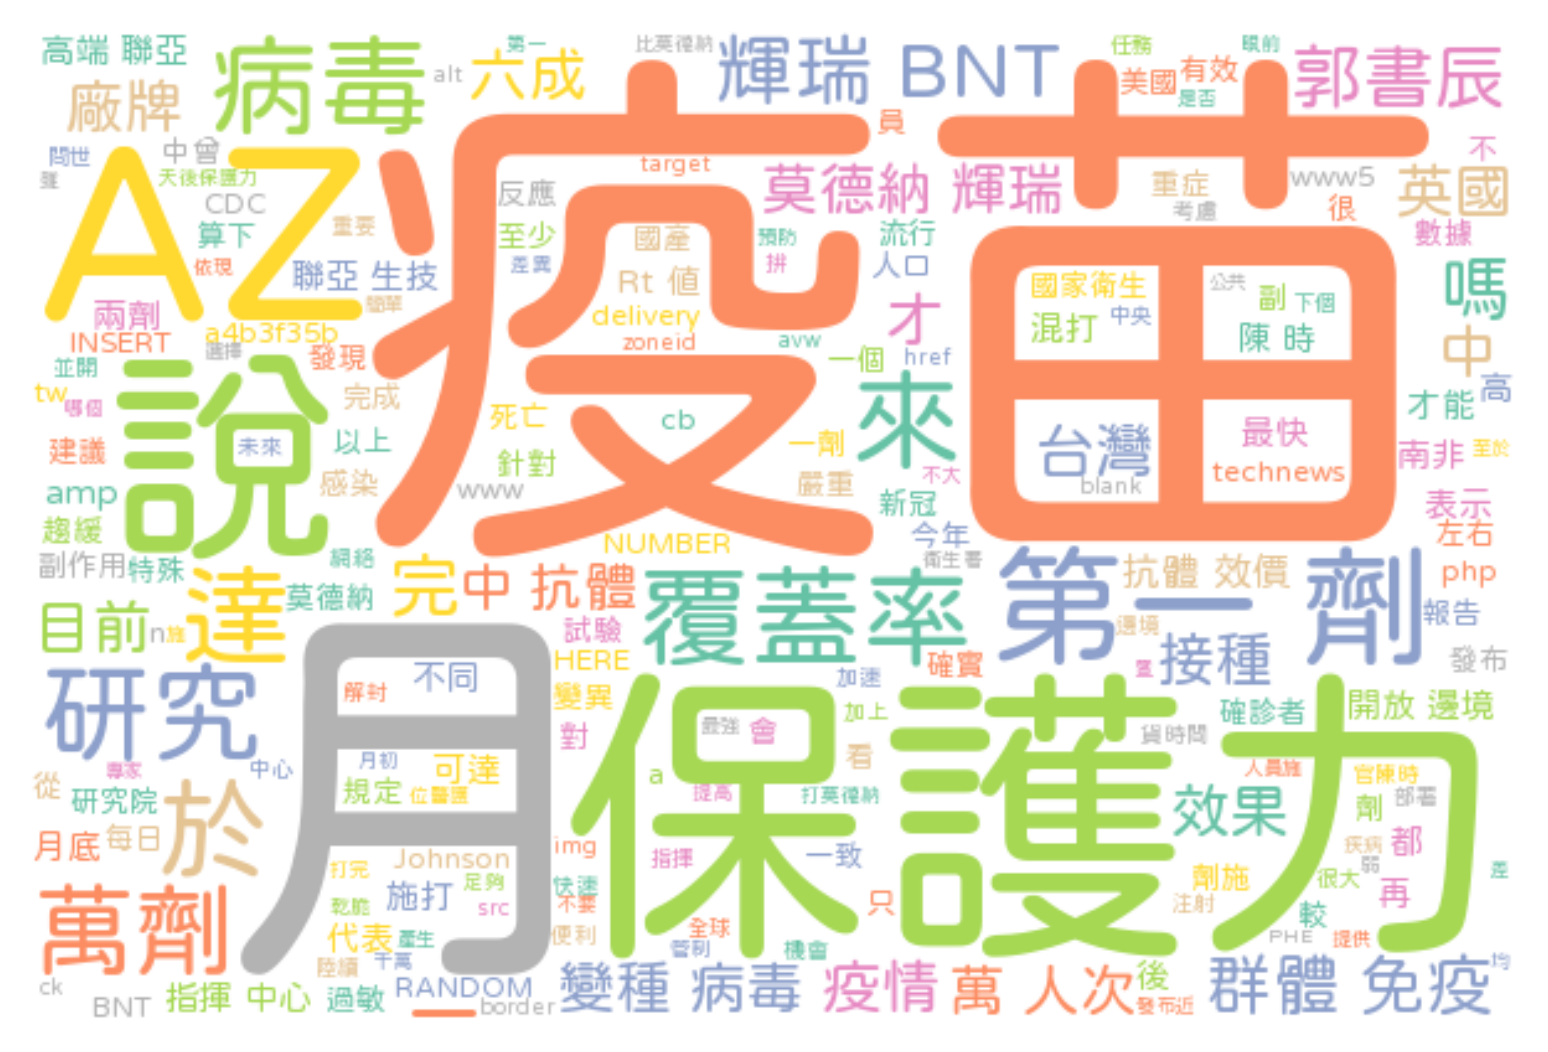 高端 聯亞
病毒
alt
六成
第一
比莫德納
輝瑞 BNT
任務
眼前
美國
有效
是否
郭書辰
廠牌
疫苗
員
問世
中曾
天後保護力
CDC
算下
依現
AZ
重要
聯亞 生技
簡單
兩劑
INSERT
a4b3f35b
選擇
發現
target
反應
至少
差異
國產
預防
拼
Rt 值
delivery
zoneid
avw
莫德納 輝瑞
流行
人口
才
一個
href
重症
考慮
www5
很
英國
不
數據
國家衛生
混打
中央
公共
副
下個
陳 時
嗎
中
高
才能
並開
tw
哪個
建議
amp
趨緩
說
未來
完成
以上
感染
死亡
針對
www
cb
一劑
嚴重
來
不大
新冠
今年
台灣
blank
最快
technews
南非
至於
表示
左右
php
副作用
特殊
網絡
NUMBER
衛生署
達
莫德納
完
中 抗體
覆蓋率
第一 劑
抗體 效價
報告
邊境
目前
n
施
月
試驗
HERE
變異
對
確實
接種
發布
研究
解封
不同
保護力
加速
加上
確診者
開放 邊境
貨時間
專家
中心
月初
可達
規定
位醫護
最強
會
看
a
提高
打莫德納
人員施
官陳時
部署
從
研究院
於
月底
每日
效果
劑
疾病
弱
都
萬劑
Johnson
打完
足夠
施打
乾脆
src
img
指揮
一致
快速
不要
只
劑施
很大
再
差
注射
較
代表
產生
便利
全球
管制
機會
PHE
提供
陸續
千萬
ck
BNT
指揮 中心
過敏
RANDOM
border
變種 病毒
疫情
萬 人次
後
發布近
群體 免疫
均